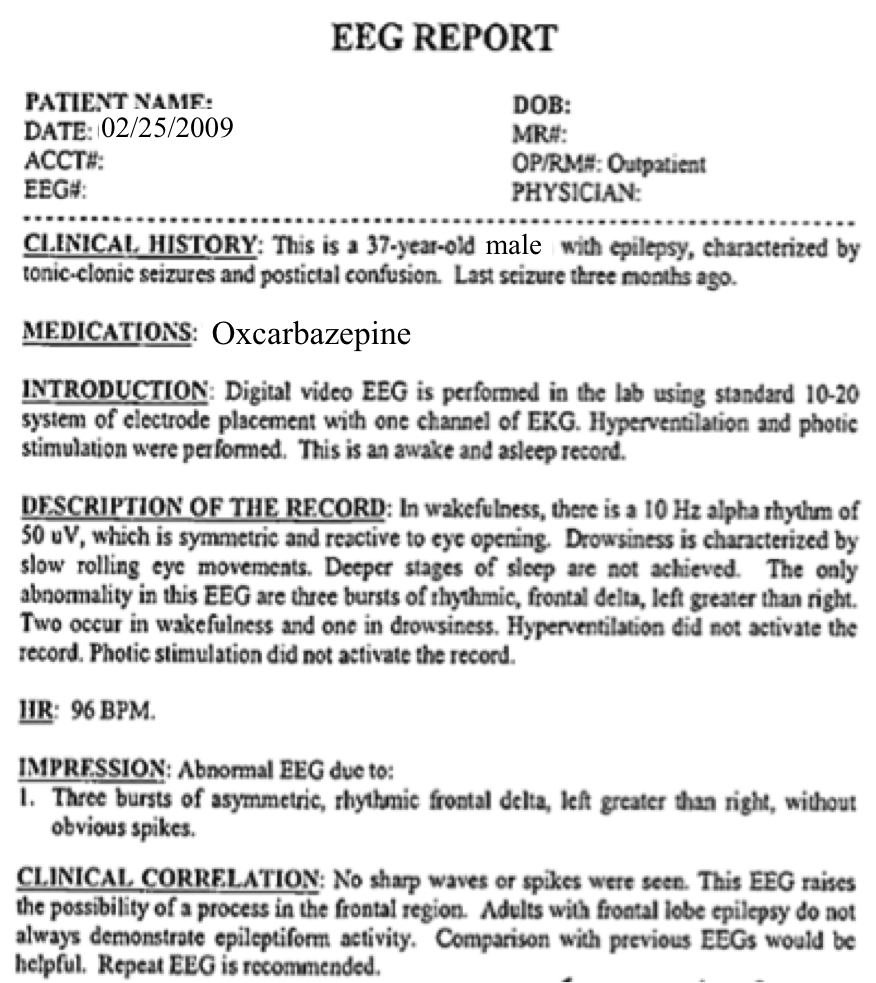 EEG REPORT
PATIENT NAME:
DOB:
DATE: 02/25/2009
MR#:
ACCT#:
OP/RM#: Outpatient
EEG#:
PHYSICIAN:
CLINICAL HISTORY: This is a 37-year-old male with epilepsy, characterized by
tonic-clonic seizures and postictal confusion. Last seizure three months ago.
MEDICATIONS: Oxcarbazepine
INTRODUCTION: Digital video EEG is performed in the lab using standard 10-20
system of electrode placement with one channel of EKG. Hyperventilation and photic
stimulation were performed. This is an awake and asleep record.
DESCRIPTION OF THE RECORD: In wakefulness, there is a 10 Hz alpha rhythm of
50 uV, which is symmetric and reactive to eye opening. Drowsiness is characterized by
slow rolling eye movements. Deeper stages of sleep are not achieved. The only
abnormality in this EEG are three bursts of rhythmic, frontal delta, left greater than right.
Two occur in wakefulness and one in drowsiness. Hyperventilation did not activate the
record. Photic stimulation did not activate the record.
HR: 96 BPM.
IMPRESSION: Abnormal EEG due to:
1. Three bursts of asymmetric, rhythmic frontal delta, left greater than right, without
obvious spikes.
CLINICAL CORRELATION: No sharp waves or spikes were seen. This EEG raises
the possibility of a process in the frontal region. Adults with frontal lobe epilepsy do not
always demonstrate epileptiform activity. Comparison with previous EEGs would be
helpful. Repeat EEG is recommended.